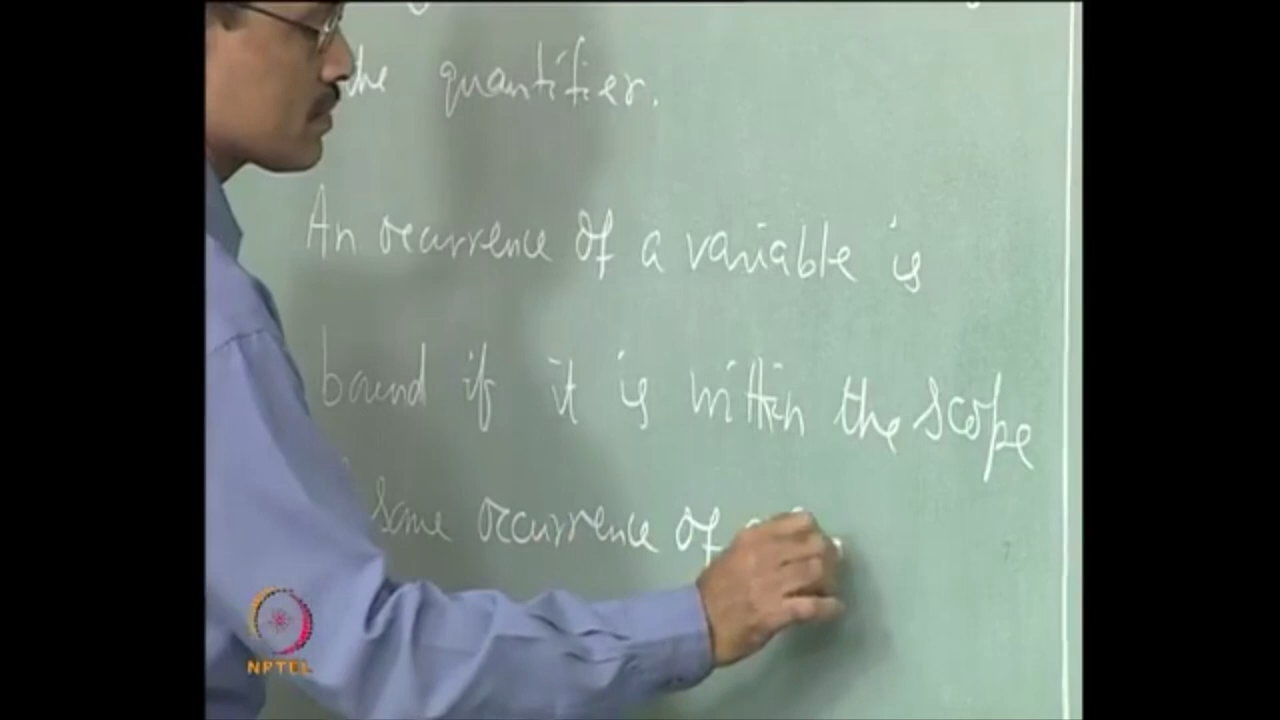 the quantifier.
An occurrence of a variable is
bound if it is within the scope
some occurrence of
NPTEL